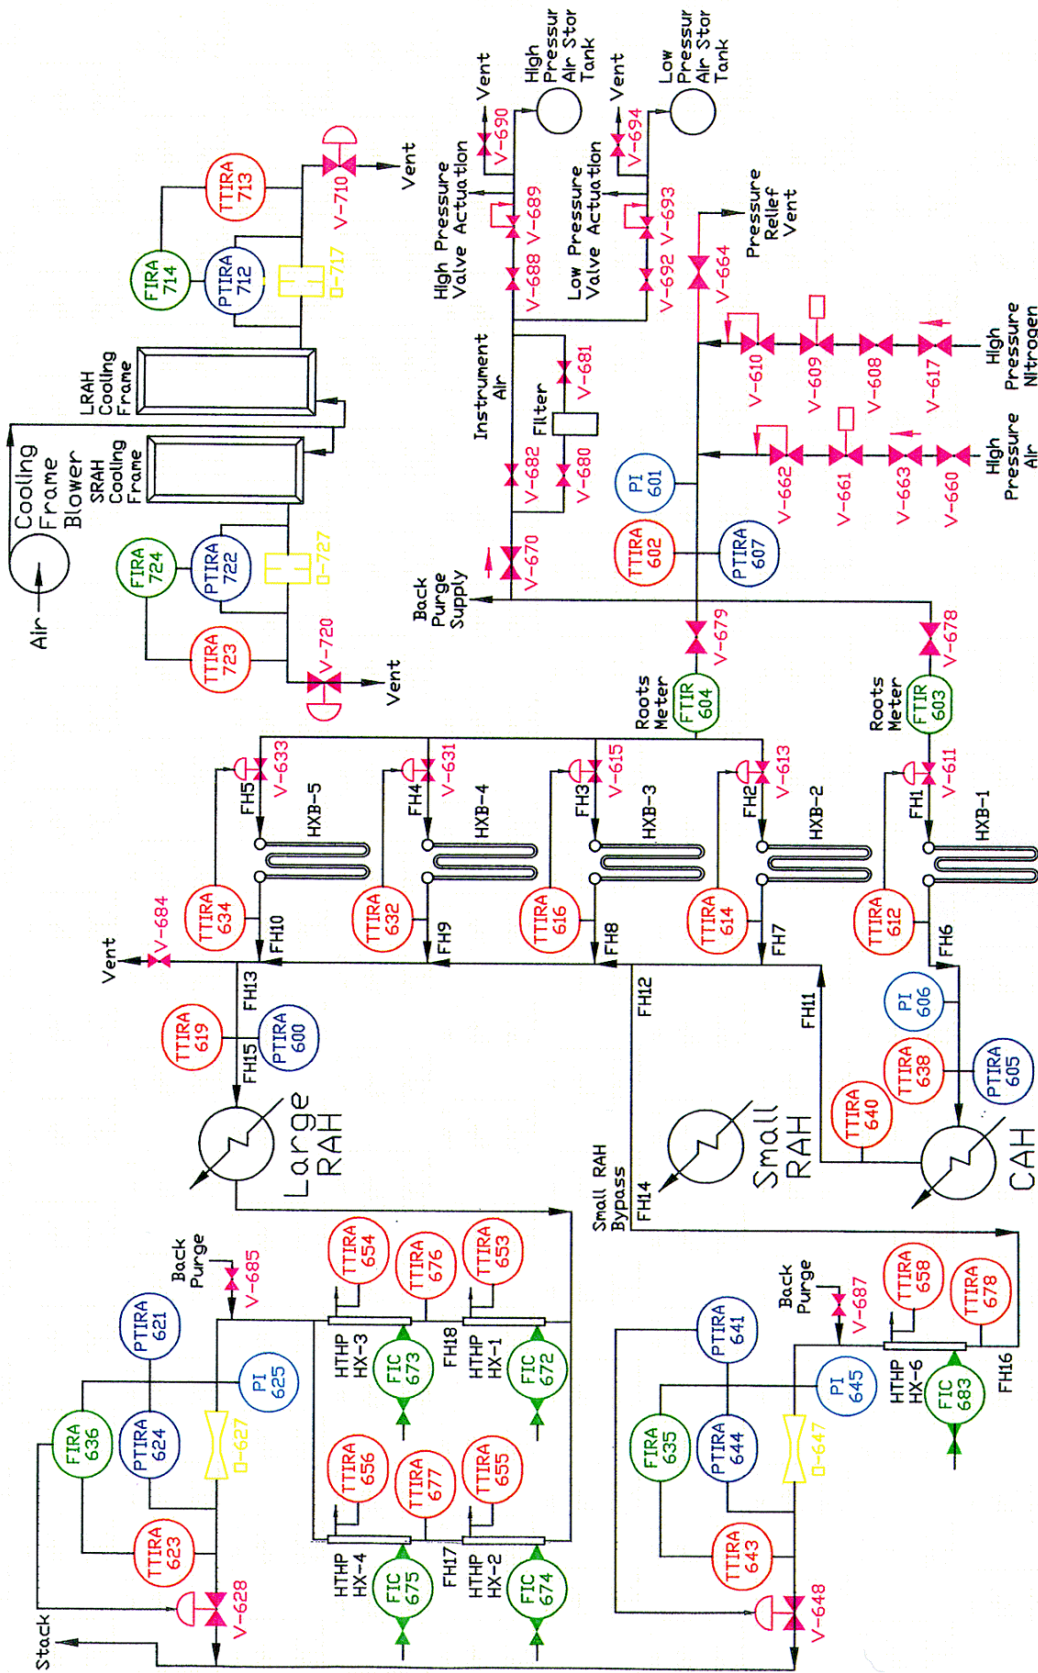 Air
Cooling
Frame
Blower
SRAH
Cooling
Frame
LRAH
Cooling
Frame
FIRA
724
PTIRA
722
TTIRA
723
O-727
V-720
Vent
FIRA
714
PTIRA
712
TTIRA
713
O-717
V-710
Vent
High Pressure
Valve Actuation
V-688
V-689
V-690
Vent
High
Pressur
Air Stor
Tank
Low Pressure
Valve Actuation
V-692
V-693
V-694
Vent
Low
Pressur
Air Stor
Tank
Instrument
Air
Filter
V-682
V-680
V-681
V-670
Back
Purge
Supply
PI
601
TTIRA
602
PTIRA
607
V-664
Pressure
Relief
Vent
V-610
V-609
V-608
V-617
High
Pressure
Nitrogen
V-662
V-661
V-663
V-660
High
Pressure
Air
V-679
Roots
Meter
FTIR
604
V-678
Roots
Meter
FTIR
603
V-633
FH5
HXB-5
TTIRA
634
FH10
V-631
FH4
HXB-4
TTIRA
632
FH9
V-615
FH3
HXB-3
TTIRA
616
FH8
V-613
FH2
HXB-2
TTIRA
614
FH7
V-611
FH1
HXB-1
TTIRA
612
FH6
Vent
V-684
FH13
TTIRA
619
PTIRA
600
FH15
Large
RAH
FH12
FH11
PI
606
TTIRA
638
PTIRA
605
TTIRA
640
CAH
Small
RAH
Small RAH
Bypass
FH14
Back
Purge
V-685
PTIRA
621
PI
625
FIRA
636
PTIRA
624
O-627
TTIRA
623
V-628
Stack
TTIRA
654
HTHP
HX-3
FIC
673
TTIRA
676
FH18
TTIRA
653
HTHP
HX-1
FIC
672
TTIRA
656
HTHP
HX-4
FIC
675
TTIRA
677
FH17
TTIRA
655
HTHP
HX-2
FIC
674
Back
Purge
V-687
TTIRA
658
TTIRA
678
HTHP
HX-6
FIC
683
FH16
PTIRA
641
PI
645
FIRA
635
PTIRA
644
O-647
TTIRA
643
V-648